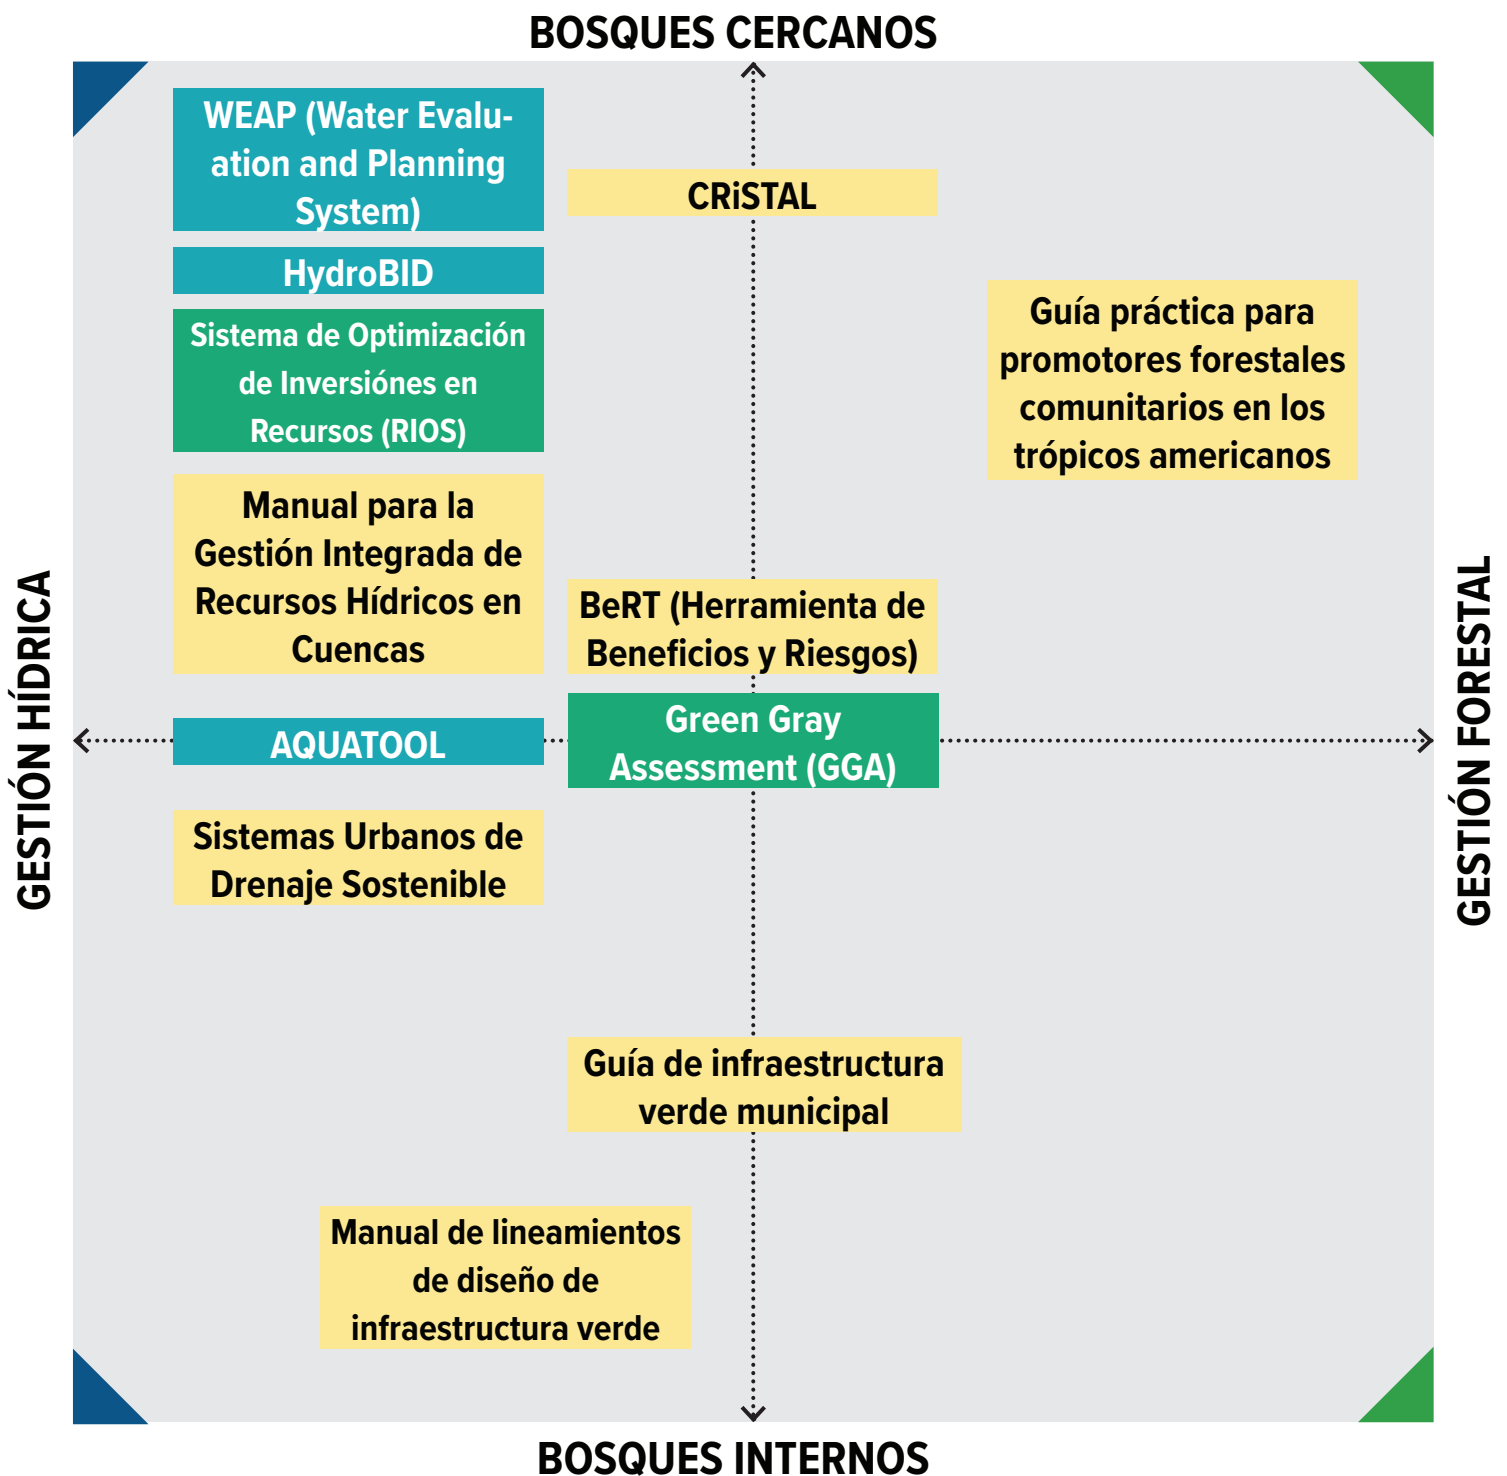 BOSQUES CERCANOS
WEAP (Water Evalu-
ation and Planning
System)
HydroBID
Sistema de Optimización
de Inversiónes en
Recursos (RIOS)
Manual para la
Gestión Integrada de
Recursos Hídricos en
Cuencas
AQUATOOL
Sistemas Urbanos de
Drenaje Sostenible
CRiSTAL
BeRT (Herramienta de
Beneficios y Riesgos)
Green Gray
Assessment (GGA)
Guía de infraestructura
verde municipal
Manual de lineamientos
de diseño de
infraestructura verde
Guía práctica para
promotores forestales
comunitarios en los
trópicos americanos
GESTIÓN HÍDRICA
GESTIÓN FORESTAL
BOSQUES INTERNOS